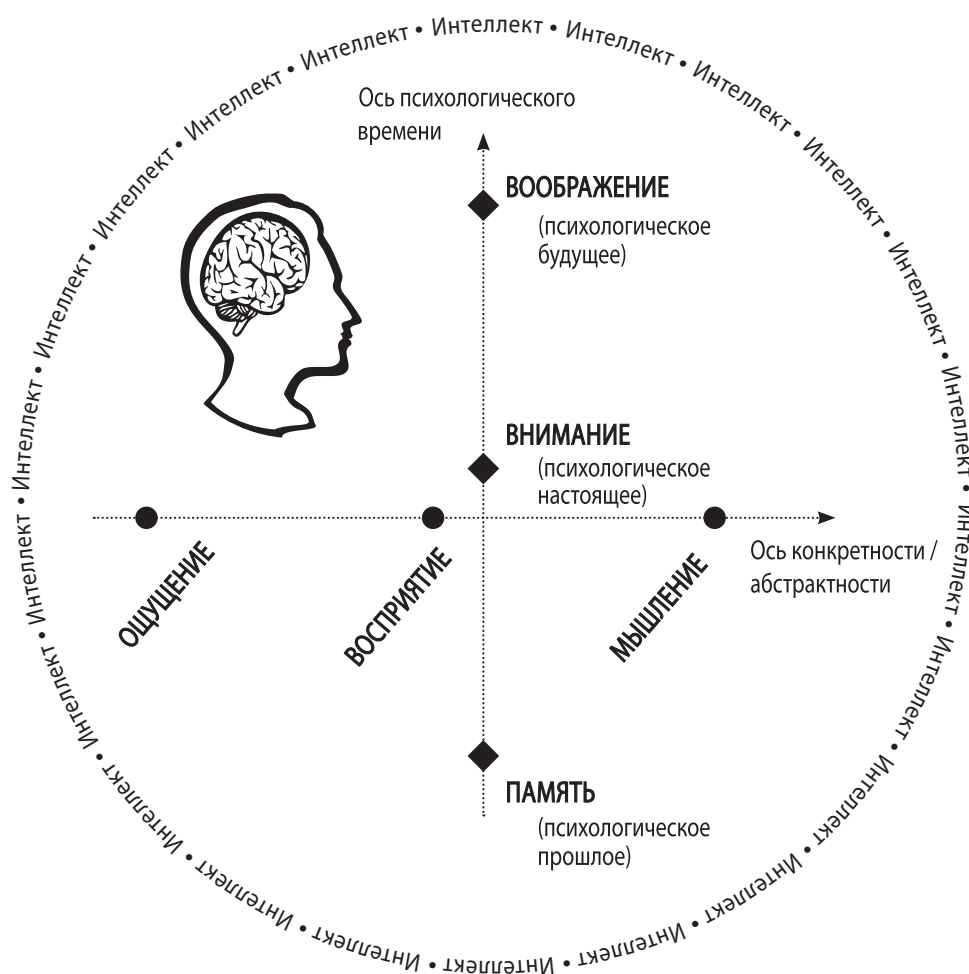 Интеллект • Интеллект • Интеллект • Интеллект • Интеллект • Интеллект • Интеллект • Интеллект • Интеллект • Интеллект • Интеллект • Интеллект • Интеллект • Интеллект • Интеллект • Интеллект • Интеллект • Интеллект • Интеллект • Интеллект • Интеллект • Интеллект •
Ось психологического
времени
ВООБРАЖЕНИЕ
(психологическое
будущее)
ВНИМАНИЕ
(психологическое
настоящее)
Ось конкретности /
абстрактности
ОЩУЩЕНИЕ
ВОСПРИЯТИЕ
МЫШЛЕНИЕ
ПАМЯТЬ
(психологическое
прошлое)